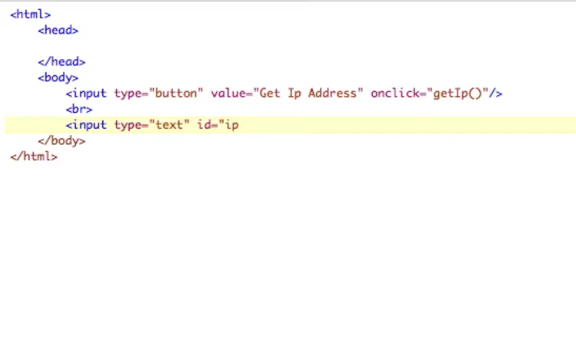 <html>
<head>
</head>
<body>
<input type="button" value="Get Ip Address" onclick="getIp()"/>
<br>
<input type="text" id="ip
</body>
</html>